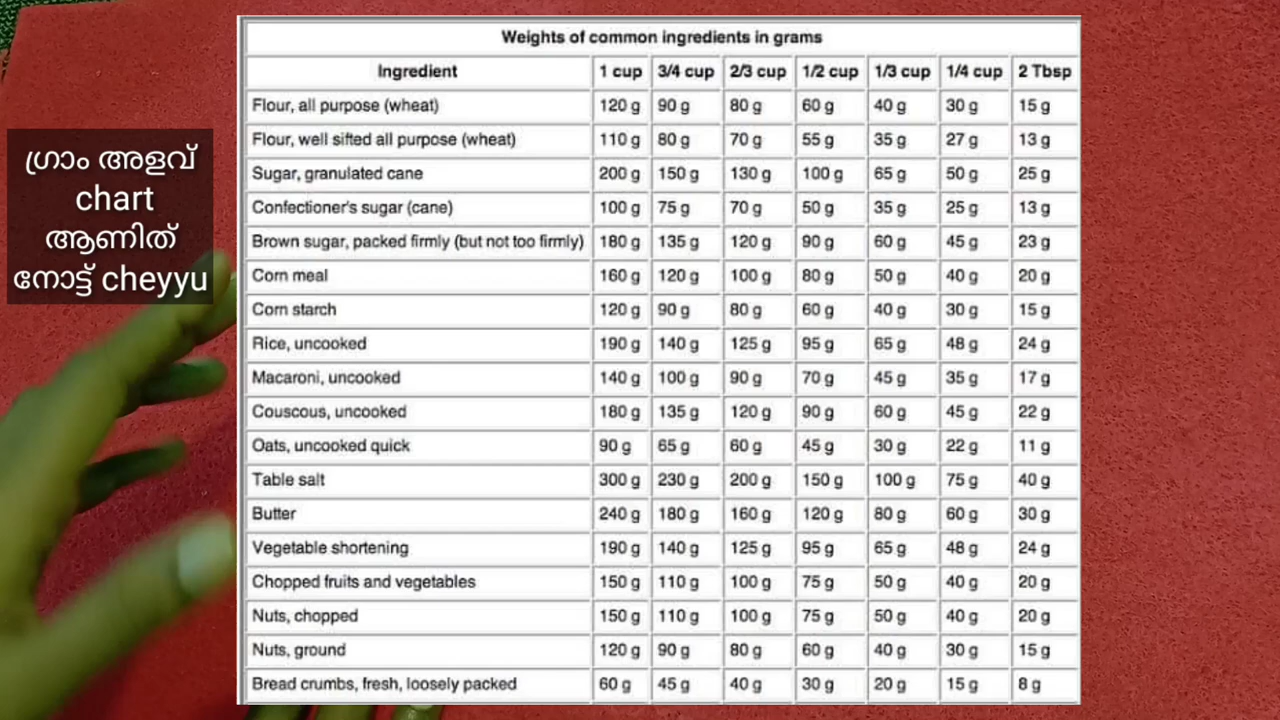 ഗ്രാം അളവ്
chart
ആണിത്
നോട്ട് cheyyu
Weights of common ingredients in grams
Ingredient 1 cup 3/4 cup 2/3 cup 1/2 cup 1/3 cup 1/4 cup 2 Tbsp
Flour, all purpose (wheat) 120 g 90 g 80 g 60 g 40 g 30 g 15 g
Flour, well sifted all purpose (wheat) 110 g 80 g 70 g 55 g 35 g 27 g 13 g
Sugar, granulated cane 200 g 150 g 130 g 100 g 65 g 50 g 25 g
Confectioner's sugar (cane) 100 g 75 g 70 g 50 g 35 g 25 g 13 g
Brown sugar, packed firmly (but not too firmly) 180 g 135 g 120 g 90 g 60 g 45 g 23 g
Corn meal 160 g 120 g 100 g 80 g 50 g 40 g 20 g
Corn starch 120 g 90 g 80 g 60 g 40 g 30 g 15 g
Rice, uncooked 190 g 140 g 125 g 95 g 65 g 48 g 24 g
Macaroni, uncooked 140 g 100 g 90 g 70 g 45 g 35 g 17 g
Couscous, uncooked 180 g 135 g 120 g 90 g 60 g 45 g 22 g
Oats, uncooked quick 90 g 65 g 60 g 45 g 30 g 22 g 11 g
Table salt 300 g 230 g 200 g 150 g 100 g 75 g 40 g
Butter 240 g 180 g 160 g 120 g 80 g 60 g 30 g
Vegetable shortening 190 g 140 g 125 g 95 g 65 g 48 g 24 g
Chopped fruits and vegetables 150 g 110 g 100 g 75 g 50 g 40 g 20 g
Nuts, chopped 150 g 110 g 100 g 75 g 50 g 40 g 20 g
Nuts, ground 120 g 90 g 80 g 60 g 40 g 30 g 15 g
Bread crumbs, fresh, loosely packed 60 g 45 g 40 g 30 g 20 g 15 g 8 g